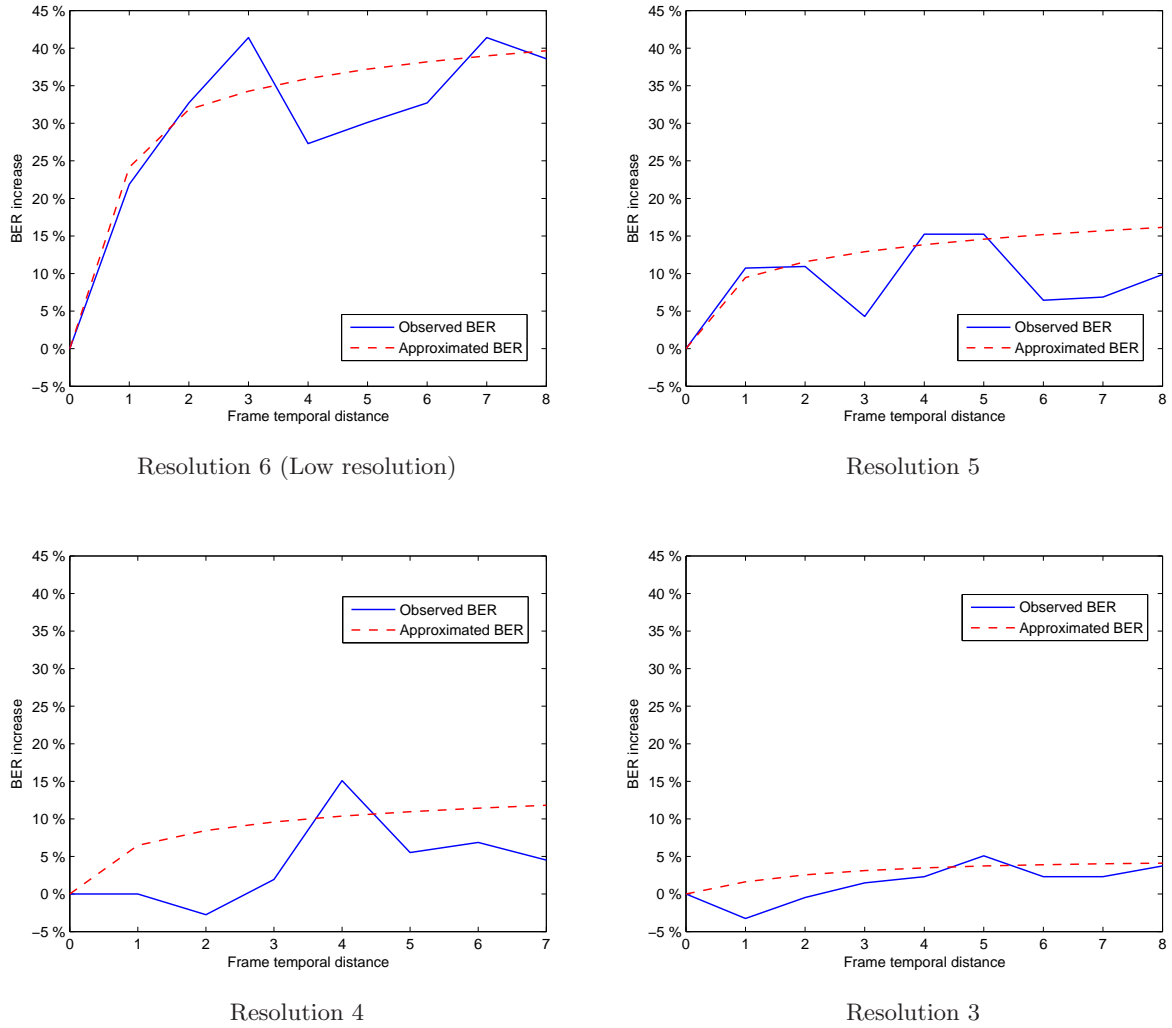 45 %
40 %
35 %
30 %
25 %
20 %
15 %
10 %
5 %
0 %
−5 %
BER increase
0 1 2 3 4 5 6 7 8
Frame temporal distance
Observed BER
Approximated BER
Resolution 6 (Low resolution)
45 %
40 %
35 %
30 %
25 %
20 %
15 %
10 %
5 %
0 %
−5 %
BER increase
0 1 2 3 4 5 6 7 8
Frame temporal distance
Observed BER
Approximated BER
Resolution 5
45 %
40 %
35 %
30 %
25 %
20 %
15 %
10 %
5 %
0 %
−5 %
BER increase
0 1 2 3 4 5 6 7
Frame temporal distance
Observed BER
Approximated BER
Resolution 4
45 %
40 %
35 %
30 %
25 %
20 %
15 %
10 %
5 %
0 %
−5 %
BER increase
0 1 2 3 4 5 6 7 8
Frame temporal distance
Observed BER
Approximated BER
Resolution 3